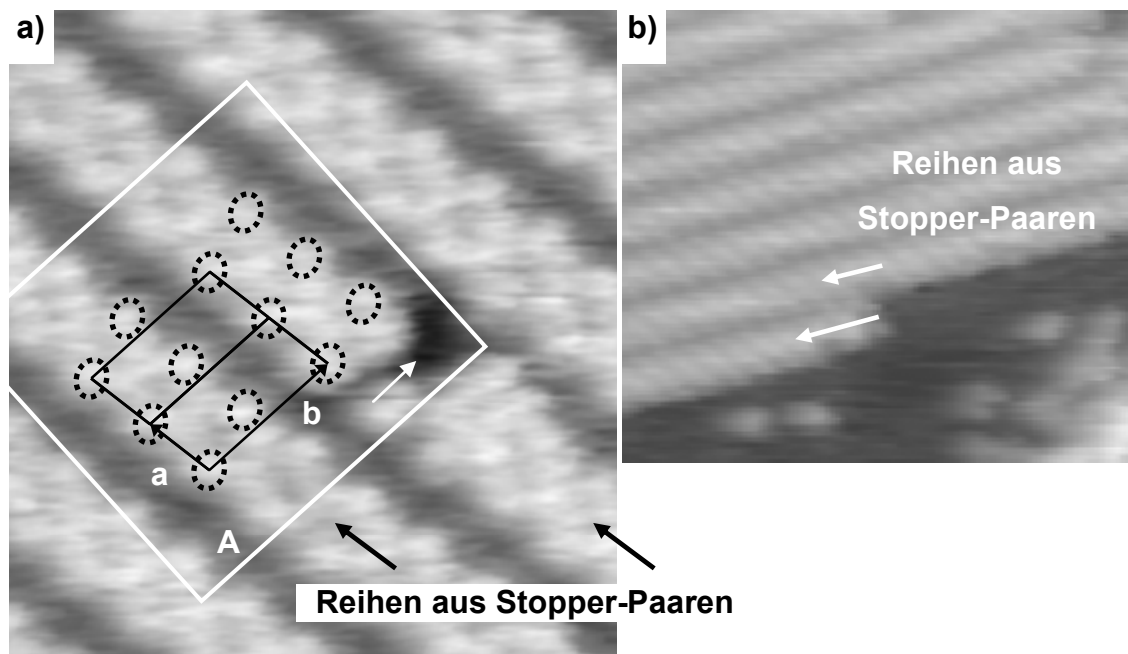 a)
b)
Reihen aus
Stopper-Paaren
b
a
A
Reihen aus Stopper-Paaren